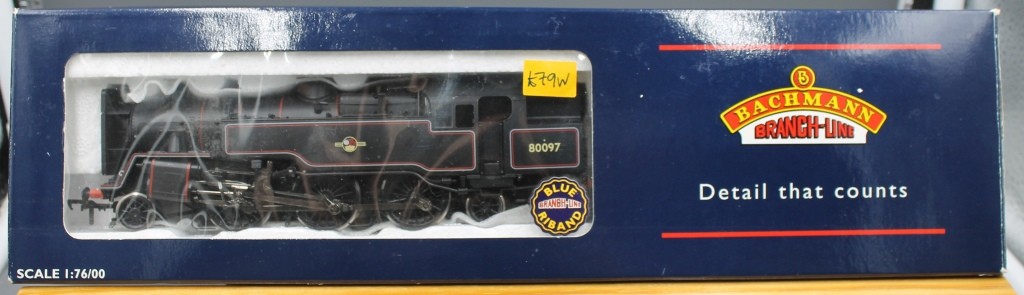 £79W
80097
BLUE
BRANCH-LINE
RIBAND
SCALE 1:76/00
B
BACHMANN
BRANCH-LINE
Detail that counts